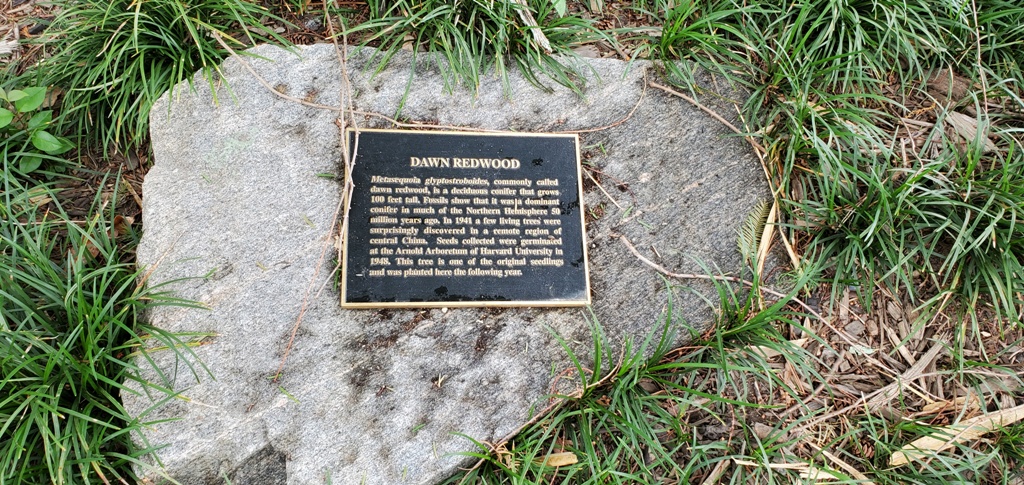 DAWN REDWOOD
Metasequoia glyptostroboides, commonly called
dawn redwood, is a deciduous conifer that grows
100 feet tall. Fossils show that it was a dominant
conifer in much of the Northern Hemisphere 50
million years ago. In 1941 a few living trees were
surprisingly discovered in a remote region of
central China. Seeds collected were germinated
at the Arnold Arboretum of Harvard University in
1948. This tree is one of the original seedlings
and was planted here the following year.